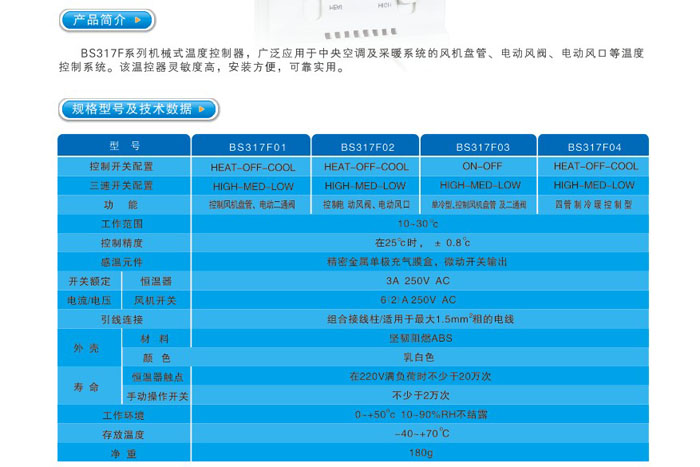 HEAT HIGH
产品简介
BS317F系列机械式温度控制器，广泛应用于中央空调及采暖系统的风机盘管、电动风阀、电动风口等温度
控制系统。该温控器灵敏度高，安装方便，可靠实用。
规格型号及技术数据
型 号 BS317F01 BS317F02 BS317F03 BS317F04
控制开关配置 HEAT-OFF-COOL HEAT-OFF-COOL ON-OFF HEAT-OFF-COOL
三速开关配置 HIGH-MED-LOW HIGH-MED-LOW HIGH-MED-LOW HIGH-MED-LOW
功 能 控制风机盘管、电动二通阀 控制电 动风阀、电动风口 单冷型,控制风机盘管 及二通阀 四管制冷暖控制型
工作范围 10-30℃
控制精度 在25℃时， ± 0.8℃
感温元件 精密金属单极充气膜盒，微动开关输出
开关额定 恒温器 3A 250V AC
电流/电压 风机开关 6(2)A 250V AC
引线连接 组合接线柱/适用于最大1.5mm²粗的电线
外 壳 材 料 坚韧阻燃ABS
颜 色 乳白色
寿 命 恒温器触点 在220V满负荷时不少于20万次
手动操作开关 不少于2万次
工作环境 0~+50℃ 10~90%RH不结露
存放温度 -40~+70℃
净 重 180g